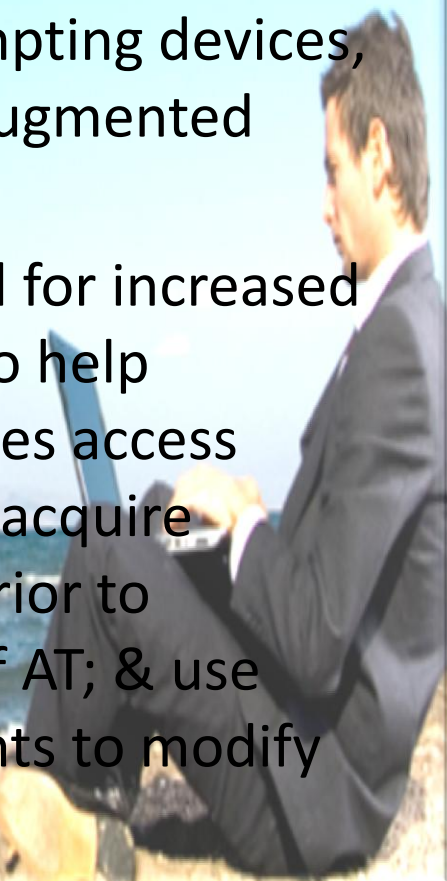 npting devices,
ugmented
l for increased
o help
es access
acquire
rior to
f AT; & use
nts to modify